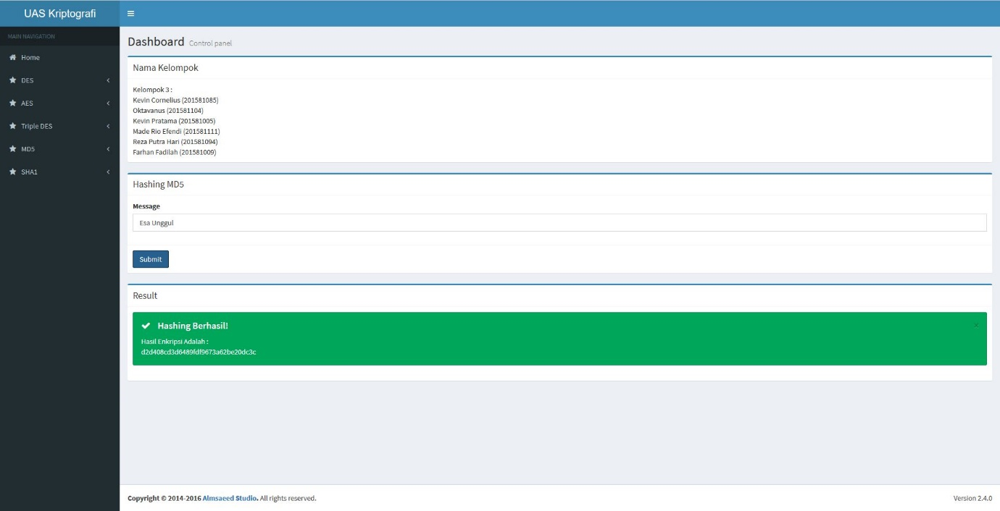 UAS Kriptografi
MAIN NAVIGATION
Home
DES
AES
Triple DES
MD5
SHA1
Dashboard Control panel
Nama Kelompok
Kelompok 3 :
Kevin Cornelius (201581085)
Oktavanus (201581104)
Kevin Pratama (201581005)
Made Rio Efendi (201581111)
Reza Putra Hari (201581094)
Farhan Fadilah (201581009)
Hashing MD5
Message
Esa Unggul
Submit
Result
Hashing Berhasil!
Hasil Enkripsi Adalah :
d2d408cd3d6489fdf9673a62be20dc3c
Copyright © 2014-2016 Almsaeed Studio. All rights reserved.
Version 2.4.0